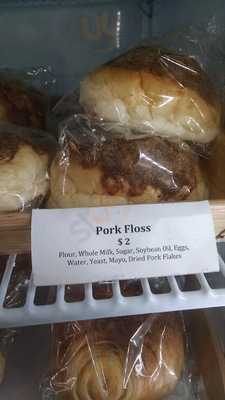 Pork Floss
$ 2
Flour, Whole Milk, Sugar, Soybean Oil, Eggs,
Water, Yeast, Mayo, Dried Pork Flakes